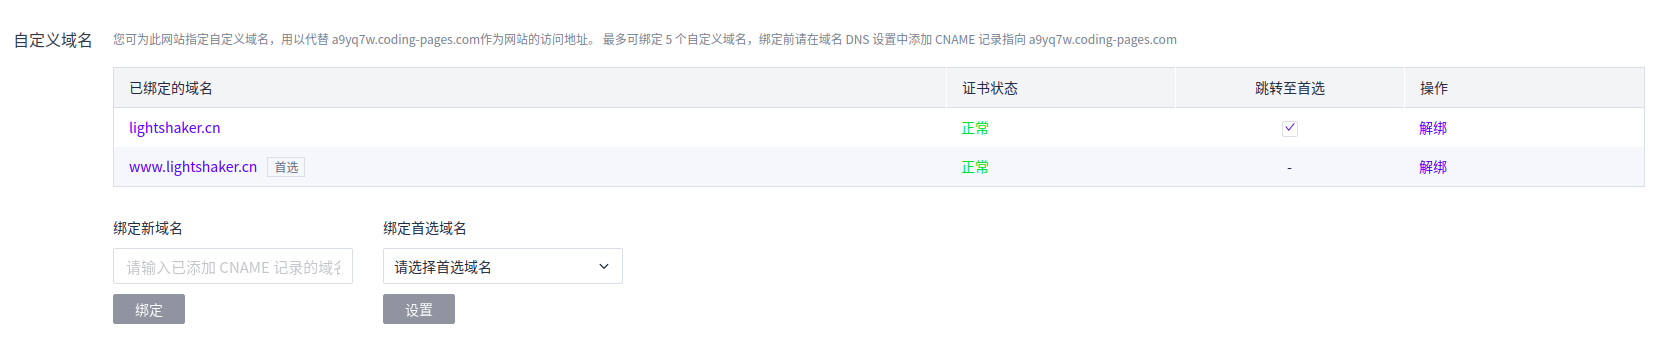 自定义域名 您可为此网站指定自定义域名，用以代替 a9yq7w.coding-pages.com作为网站的访问地址。 最多可绑定 5 个自定义域名，绑定前请在域名 DNS 设置中添加 CNAME 记录指向 a9yq7w.coding-pages.com
已绑定的域名 证书状态 跳转至首选 操作
lightshaker.cn 正常 解绑
www.lightshaker.cn 首选 正常 - 解绑
绑定新域名 绑定首选域名
请输入已添加 CNAME 记录的域名 请选择首选域名
绑定 设置